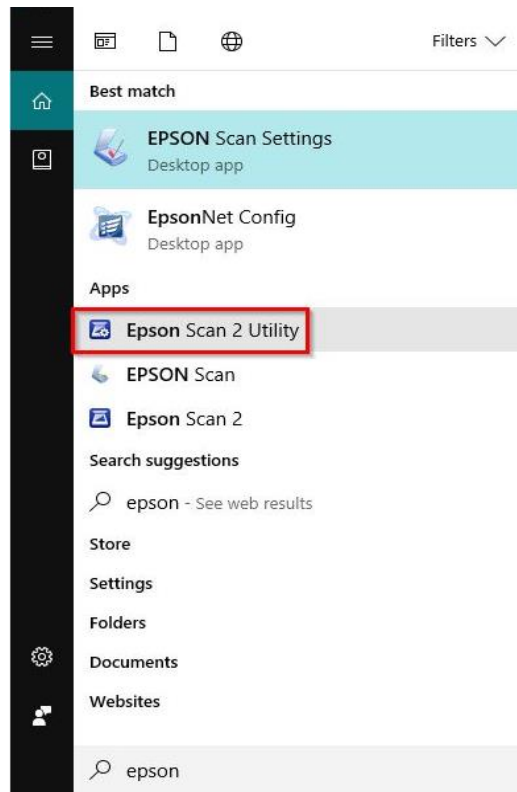 Filters
Best match
EPSON Scan Settings
Desktop app
EpsonNet Config
Desktop app
Apps
Epson Scan 2 Utility
EPSON Scan
Epson Scan 2
Search suggestions
epson - See web results
Store
Settings
Folders
Documents
Websites
epson